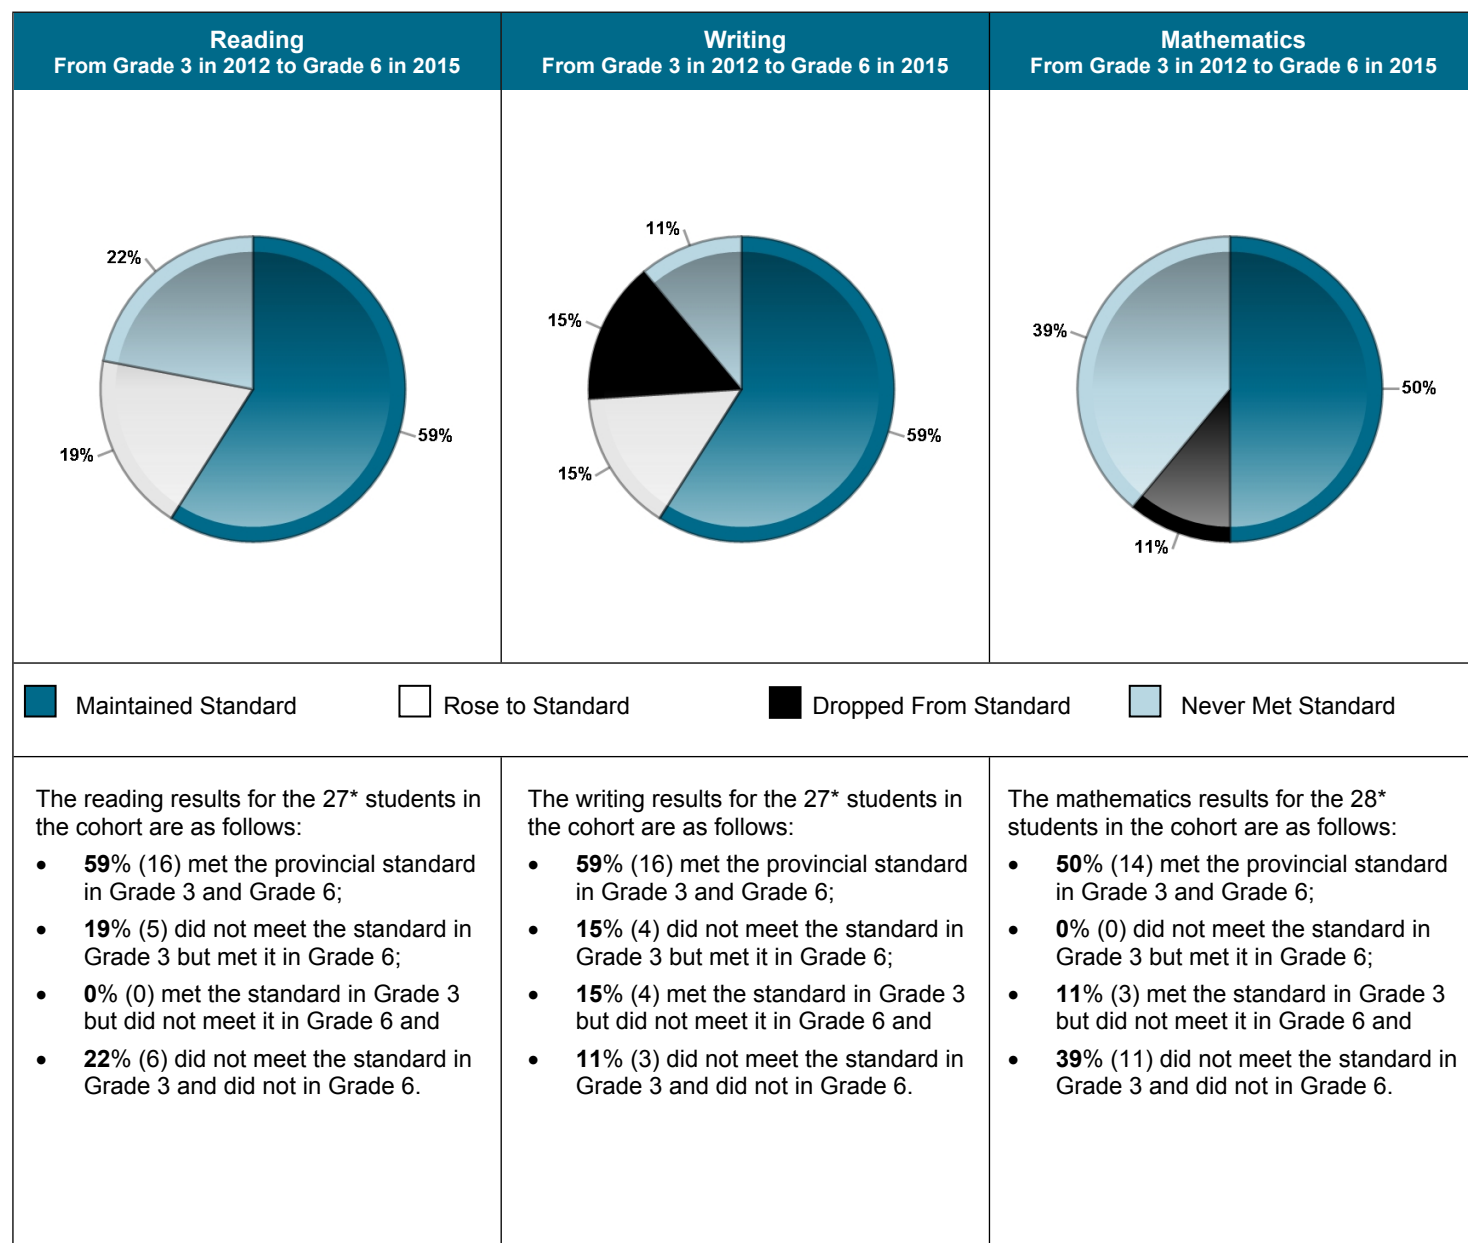 Reading
From Grade 3 in 2012 to Grade 6 in 2015
Writing
From Grade 3 in 2012 to Grade 6 in 2015
Mathematics
From Grade 3 in 2012 to Grade 6 in 2015
22%
19%
59%
11%
15%
15%
59%
39%
11%
50%
Maintained Standard
Rose to Standard
Dropped From Standard
Never Met Standard
The reading results for the 27* students in
the cohort are as follows:
• 59% (16) met the provincial standard
in Grade 3 and Grade 6;
• 19% (5) did not meet the standard in
Grade 3 but met it in Grade 6;
• 0% (0) met the standard in Grade 3
but did not meet it in Grade 6 and
• 22% (6) did not meet the standard in
Grade 3 and did not in Grade 6.
The writing results for the 27* students in
the cohort are as follows:
• 59% (16) met the provincial standard
in Grade 3 and Grade 6;
• 15% (4) did not meet the standard in
Grade 3 but met it in Grade 6;
• 15% (4) met the standard in Grade 3
but did not meet it in Grade 6 and
• 11% (3) did not meet the standard in
Grade 3 and did not in Grade 6.
The mathematics results for the 28*
students in the cohort are as follows:
• 50% (14) met the provincial standard
in Grade 3 and Grade 6;
• 0% (0) did not meet the standard in
Grade 3 but met it in Grade 6;
• 11% (3) met the standard in Grade 3
but did not meet it in Grade 6 and
• 39% (11) did not meet the standard in
Grade 3 and did not in Grade 6.